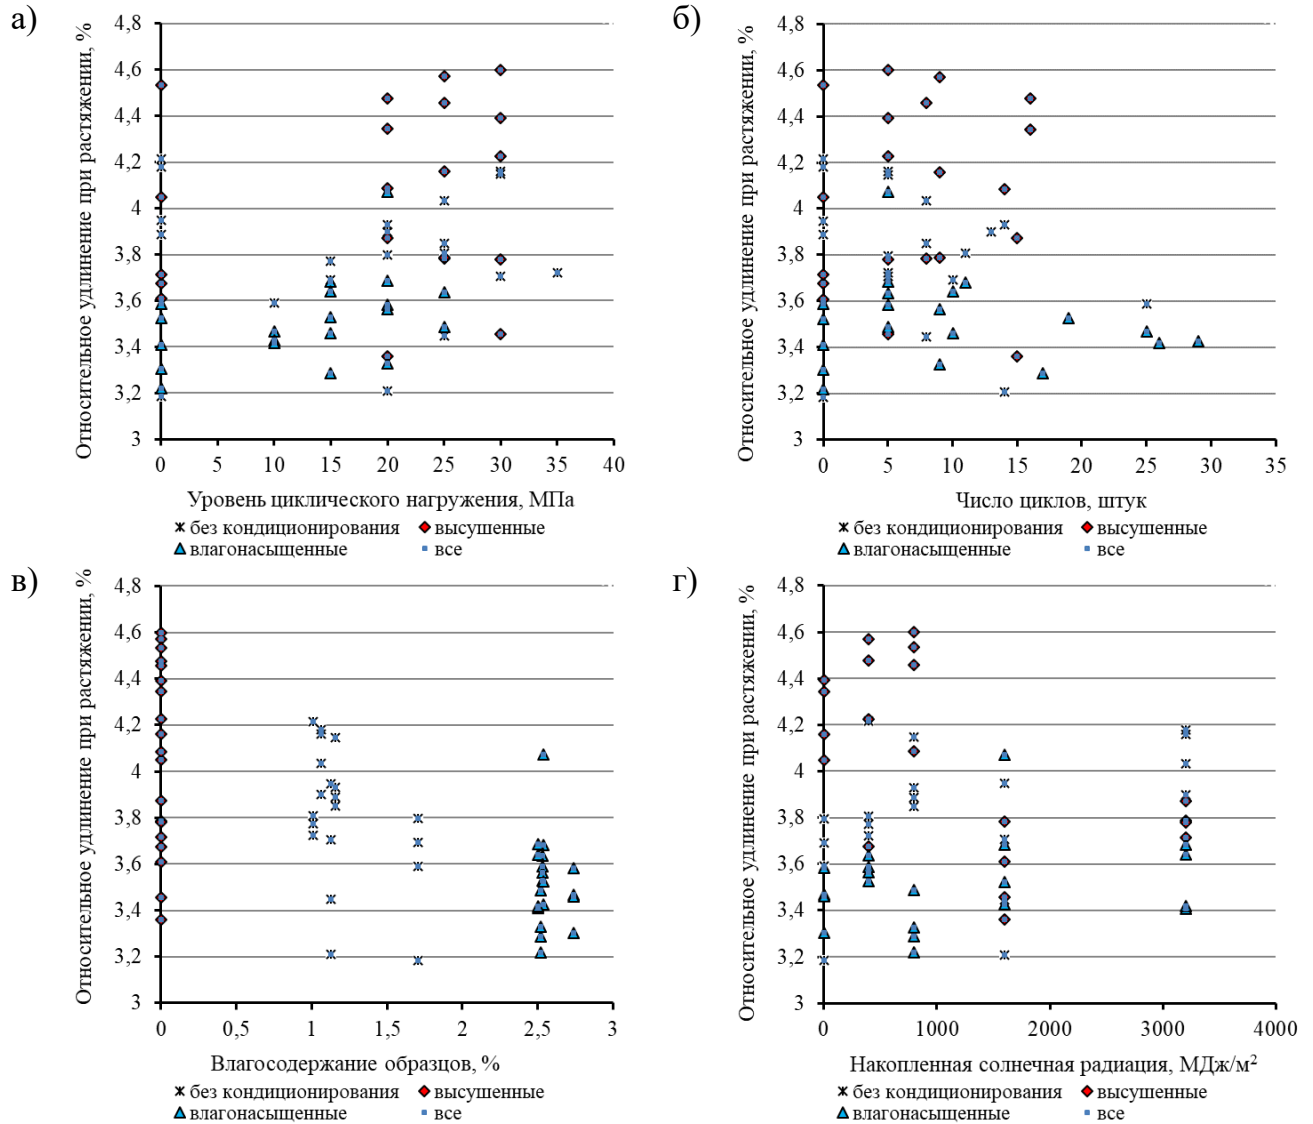 а)
Относительное удлинение при растяжении, %
4,8
4,6
4,4
4,2
4
3,8
3,6
3,4
3,2
3
0 5 10 15 20 25 30 35 40
Уровень циклического нагружения, МПа
без кондиционирования высушенные
влагонасыщенные все
б)
Относительное удлинение при растяжении, %
4,8
4,6
4,4
4,2
4
3,8
3,6
3,4
3,2
3
0 5 10 15 20 25 30 35
Число циклов, штук
без кондиционирования высушенные
влагонасыщенные все
в)
Относительное удлинение при растяжении, %
4,8
4,6
4,4
4,2
4
3,8
3,6
3,4
3,2
3
0 0,5 1 1,5 2 2,5 3
Влагосодержание образцов, %
без кондиционирования высушенные
влагонасыщенные все
г)
Относительное удлинение при растяжении, %
4,8
4,6
4,4
4,2
4
3,8
3,6
3,4
3,2
3
0 1000 2000 3000 4000
Накопленная солнечная радиация, МДж/м²
без кондиционирования высушенные
влагонасыщенные все